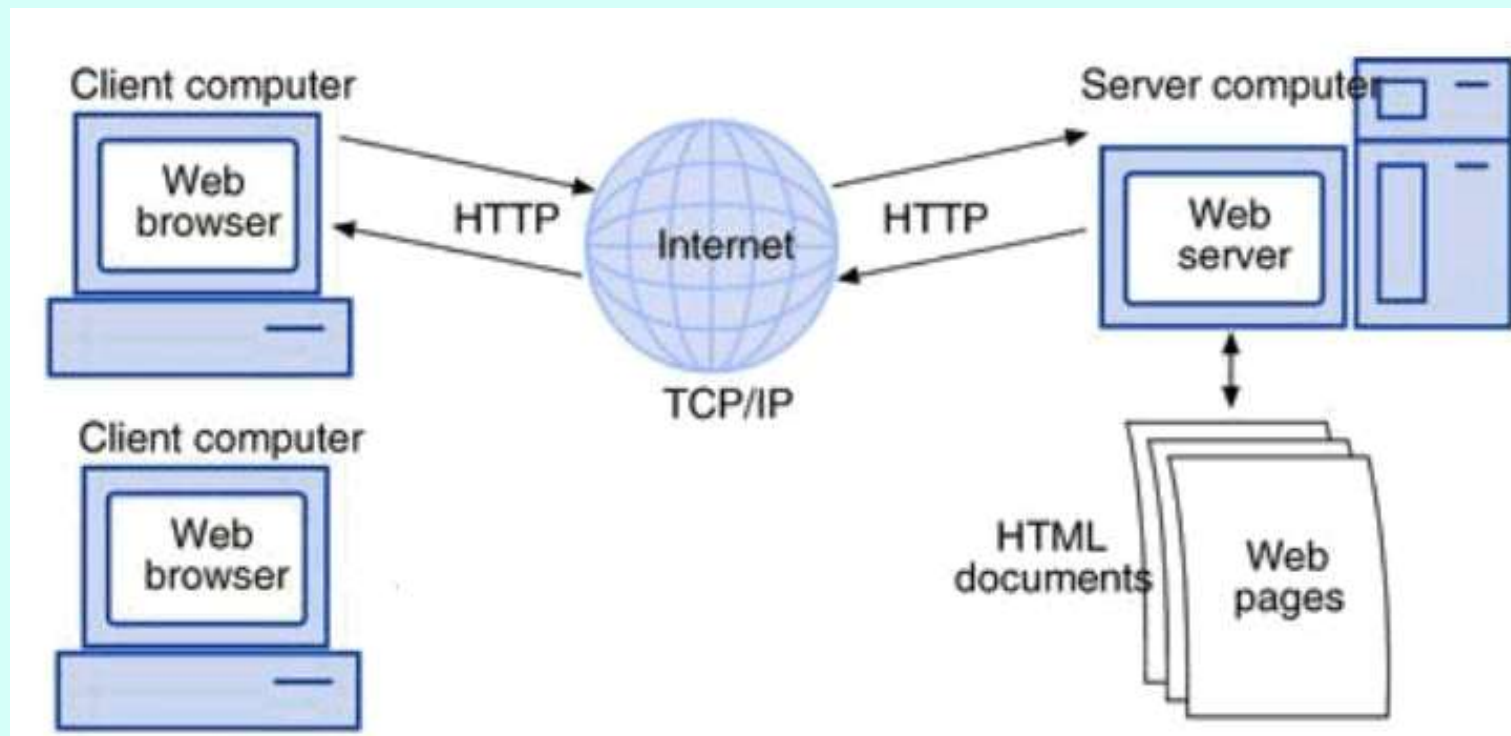 Client computer
Web
browser
HTTP
Internet
TCP/IP
HTTP
Server computer
Web
server
Client computer
Web
browser
HTML
documents
Web
pages